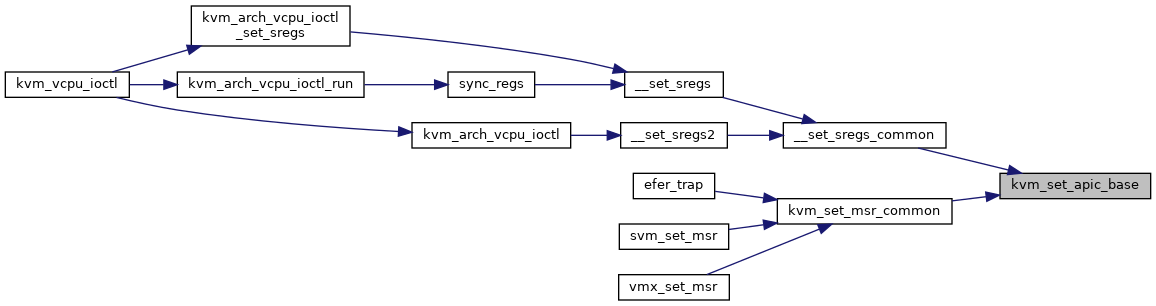 kvm_arch_vcpu_ioctl
_set_sregs
kvm_vcpu_ioctl
kvm_arch_vcpu_ioctl_run
sync_regs
__set_sregs
kvm_arch_vcpu_ioctl
__set_sregs2
__set_sregs_common
efer_trap
kvm_set_apic_base
kvm_set_msr_common
svm_set_msr
vmx_set_msr